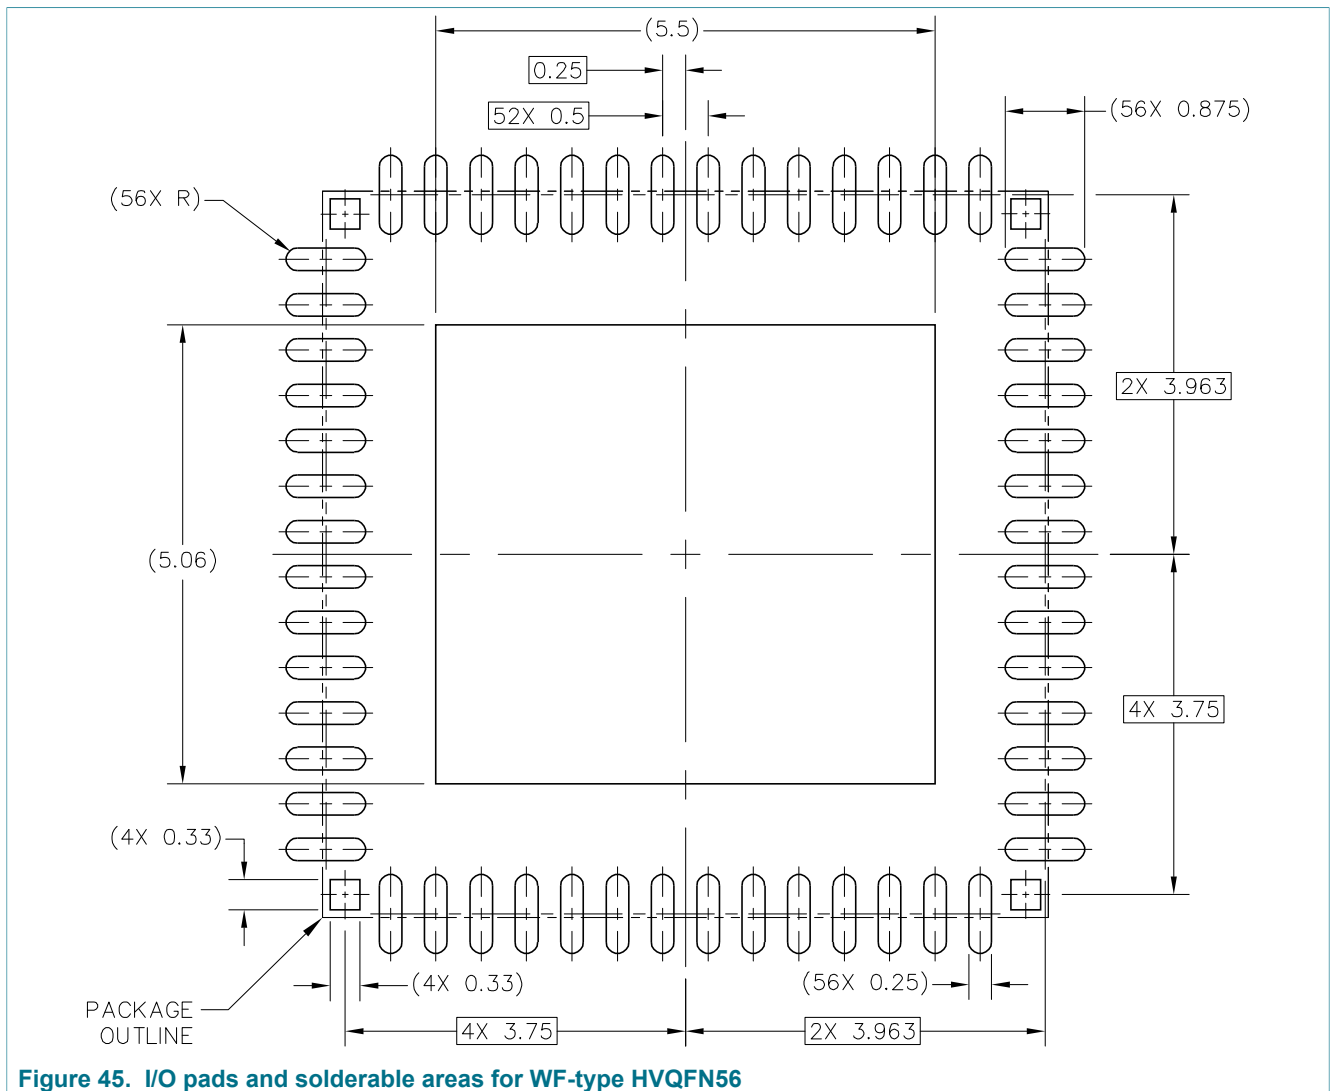 (5.5)
0.25
52X 0.5
(56X 0.875)
(56X R)
2X 3.963
(5.06)
4X 3.75
(4X 0.33)
(4X 0.33)
(56X 0.25)
PACKAGE
OUTLINE
4X 3.75
2X 3.963
Figure 45. I/O pads and solderable areas for WF-type HVQFN56